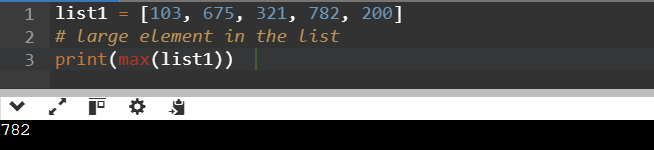 1 list1 = [103, 675, 321, 782, 200]
2 # large element in the list
3 print(max(list1))
782